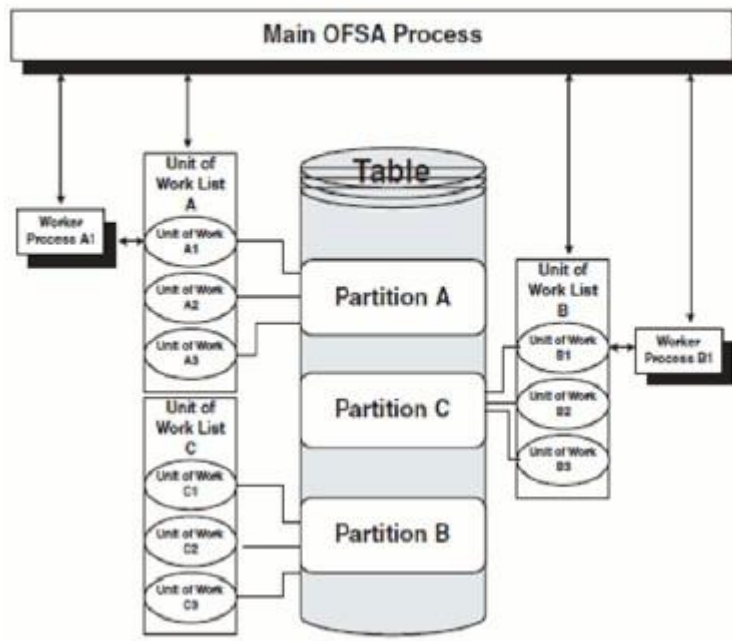 Main OFSA Process
Unit of
Work List
A
Worker
Process A1
Unit of Work
A1
Unit of Work
A2
Unit of Work
A3
Unit of
Work List
C
Unit of Work
C1
Unit of Work
C2
Unit of Work
C3
Table
Partition A
Partition C
Partition B
Unit of
Work List
B
Unit of Work
B1
Unit of Work
B2
Unit of Work
B3
Worker
Process B1